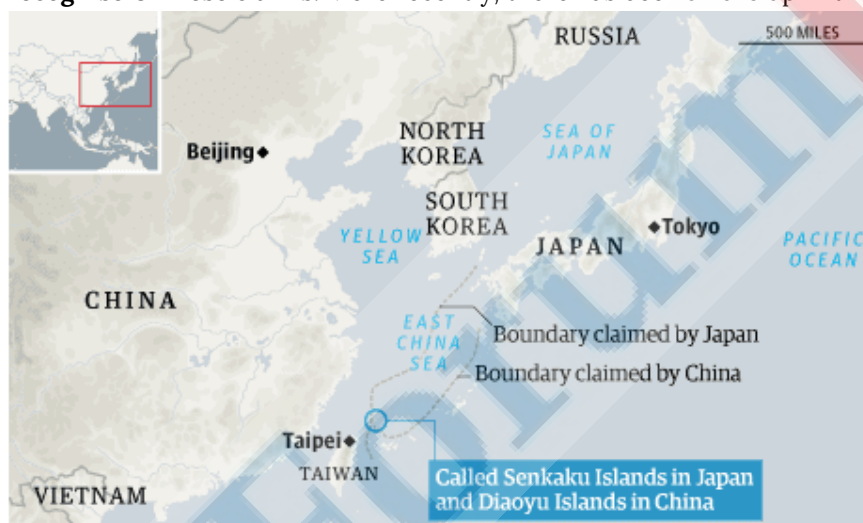 RUSSIA
500 MILES
NORTH
KOREA
SEA OF
JAPAN
Beijing
SOUTH
KOREA
YELLOW
SEA
JAPAN
Tokyo
PACIFIC
OCEAN
CHINA
EAST
CHINA
SEA
Boundary claimed by Japan
Boundary claimed by China
Taipei
TAIWAN
Called Senkaku Islands in Japan
and Diaoyu Islands in China
VIETNAM
Forum